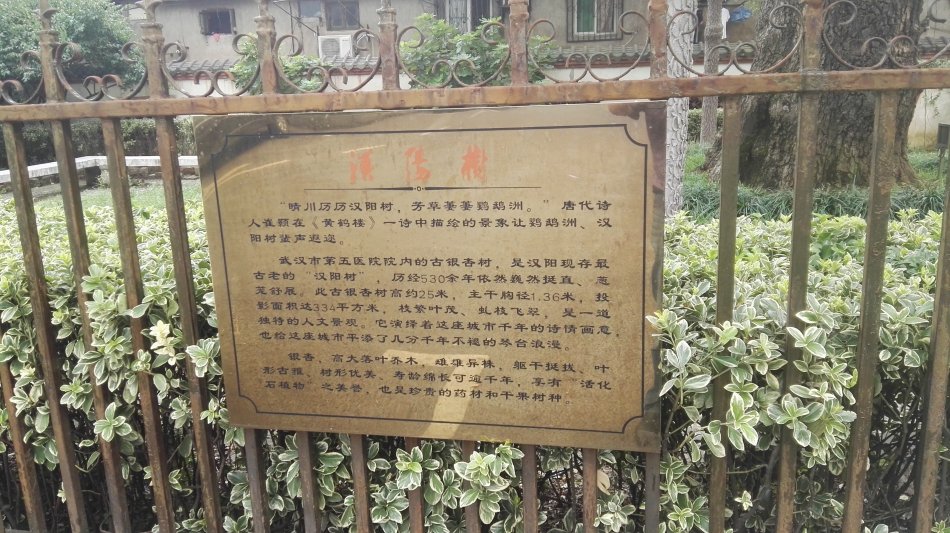 漢陽樹
“晴川历历汉阳村，芳草萋萋鹦鹉洲。”唐代诗
人崔颢在《黄鹤楼》一诗中描绘的景象让鹦鹉洲、汉
阳村蜚声遐迩。
武汉市第五医院院内的古银杏村，是汉阳现存最
古老的“汉阳树” 历经530余年依然巍然挺直、葱
茏舒展。此古银杏村高约25米，主干胸径1.36米，投
影面积达334平方米，枝繁叶茂、虬枝飞翠，是一道
独特的人文景观。它演绎着这座城市千年的诗情画意，
也给这座城市平添了几分千年不褪的琴台浪漫。
银杏，高大落叶乔木，雌雄异株，躯干挺拔、叶
形古雅 树形优美，寿龄绵长可逾千年，享有“活化
石植物”之美誉，也是珍贵的药材和干果树种。